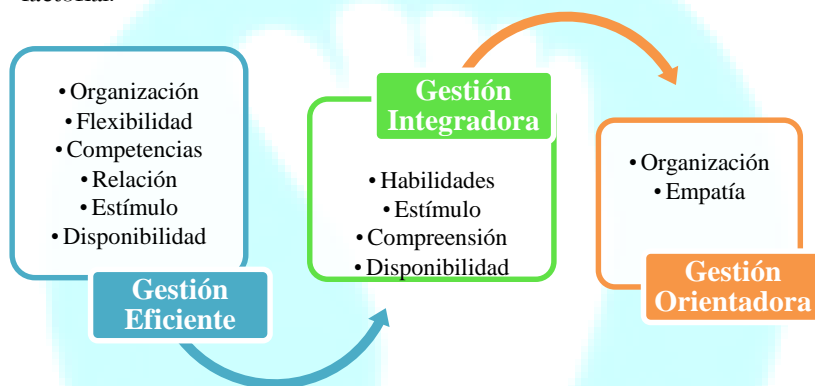 • Organización
• Flexibilidad
• Competencias
• Relación
• Estímulo
• Disponibilidad
Gestión
Eficiente
Gestión
Integradora
• Habilidades
• Estímulo
• Compreensión
• Disponibilidad
• Organización
• Empatía
Gestión
Orientadora